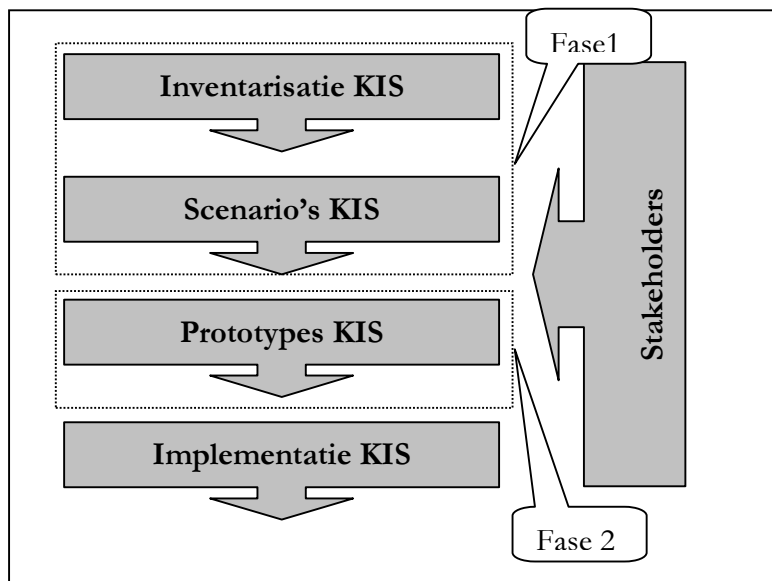 Fase1
Inventarisatie KIS
Scenario's KIS
Stakeholders
Prototypes KIS
Implementatie KIS
Fase 2